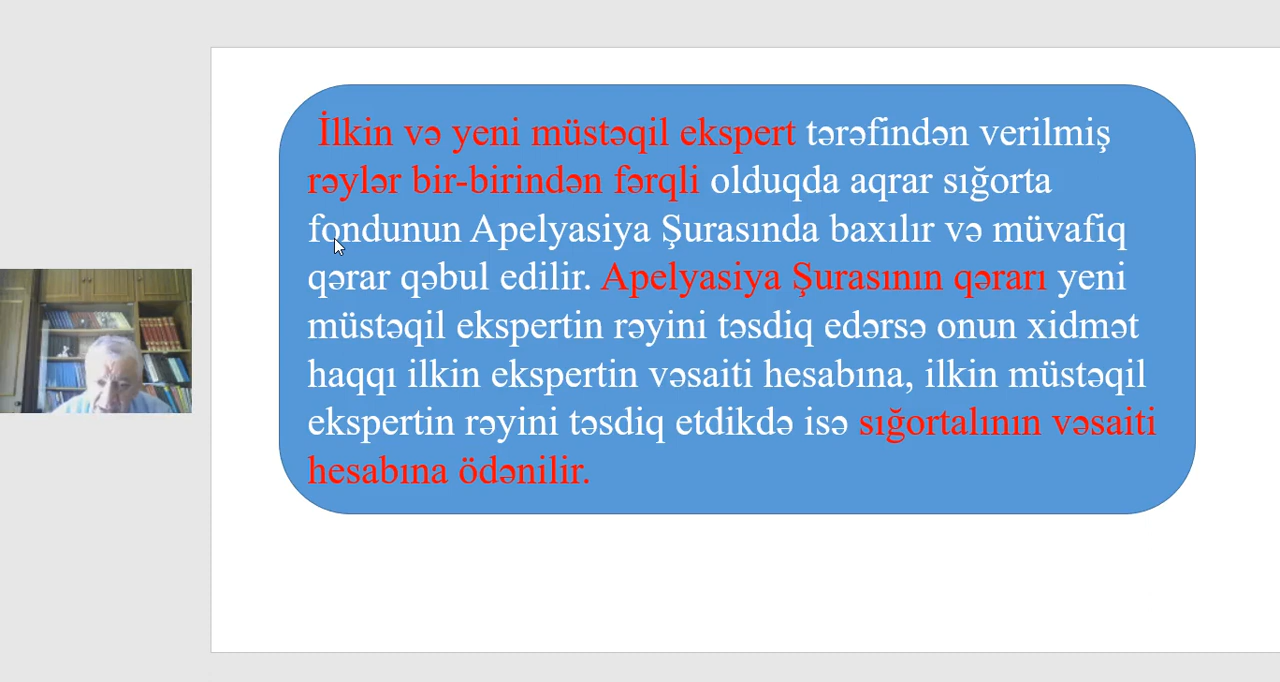 İlkin və yeni müstəqil ekspert tərəfindən verilmiş
rəylər bir-birindən fərqli olduqda aqrar sığorta
fondunun Apelyasiya Şurasında baxılır və müvafiq
qərar qəbul edilir. Apelyasiya Şurasının qərarı yeni
müstəqil ekspertin rəyini təsdiq edərsə onun xidmət
haqqı ilkin ekspertin vəsaiti hesabına, ilkin müstəqil
ekspertin rəyini təsdiq etdikdə isə sığortalının vəsaiti
hesabına ödənilir.